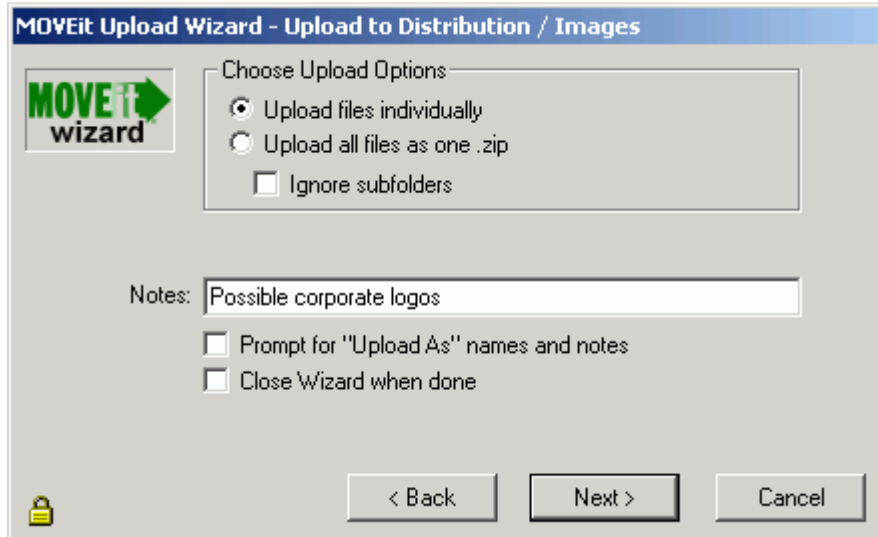 MOVEit Upload Wizard - Upload to Distribution / Images
MOVEit
wizard
Choose Upload Options
Upload files individually
Upload all files as one .zip
Ignore subfolders
Notes: Possible corporate logos
Prompt for "Upload As" names and notes
Close Wizard when done
< Back Next > Cancel